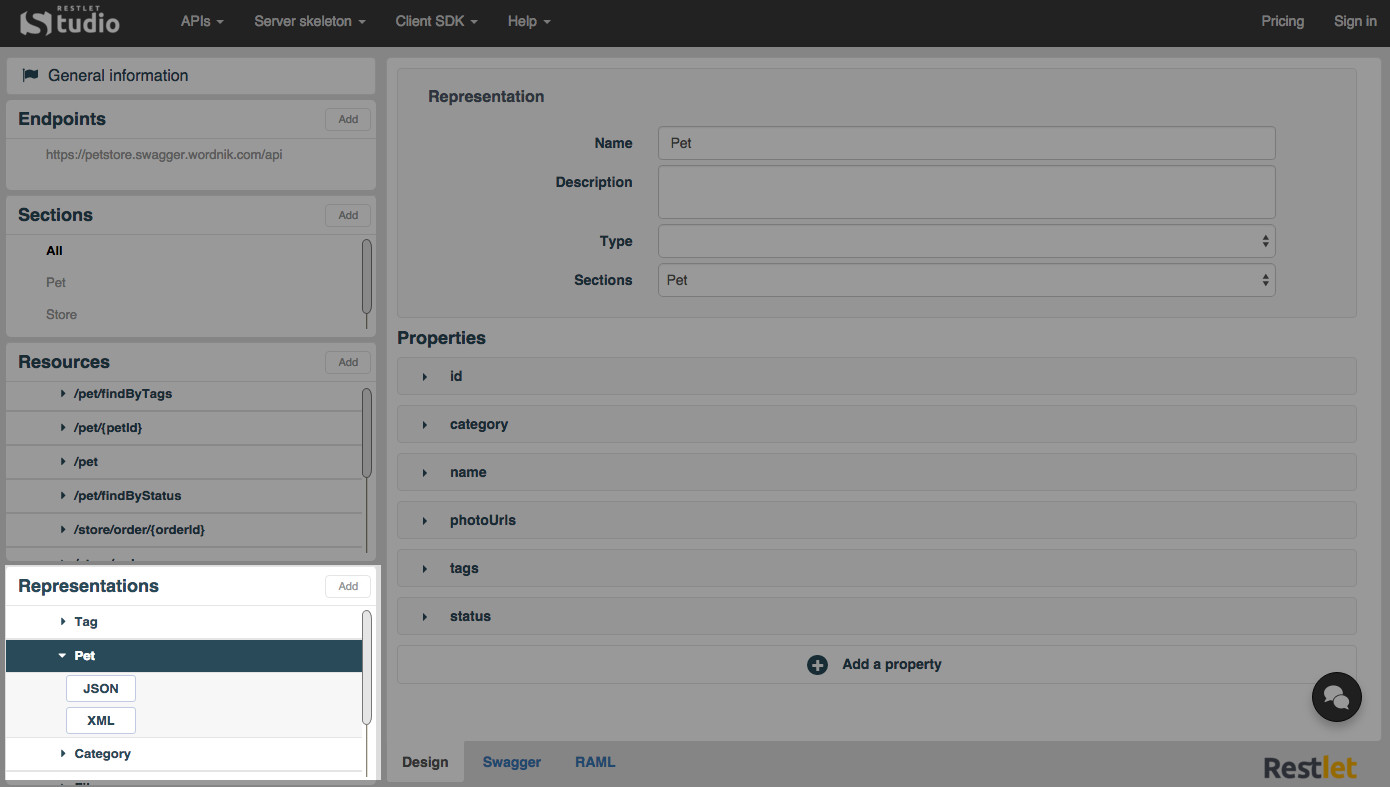 RESTLET
Studio
APIs
Server skeleton
Client SDK
Help
Pricing
Sign in
General information
Endpoints
Add
https://petstore.swagger.wordnik.com/api
Sections
Add
All
Pet
Store
Resources
Add
/pet/findByTags
/pet/{petId}
/pet
/pet/findByStatus
/store/order/{orderId}
Representations
Add
Tag
Pet
JSON
XML
Category
Representation
Name
Pet
Description
Type
Sections
Pet
Properties
id
category
name
photoUrls
tags
status
Add a property
Design
Swagger
RAML
Restlet